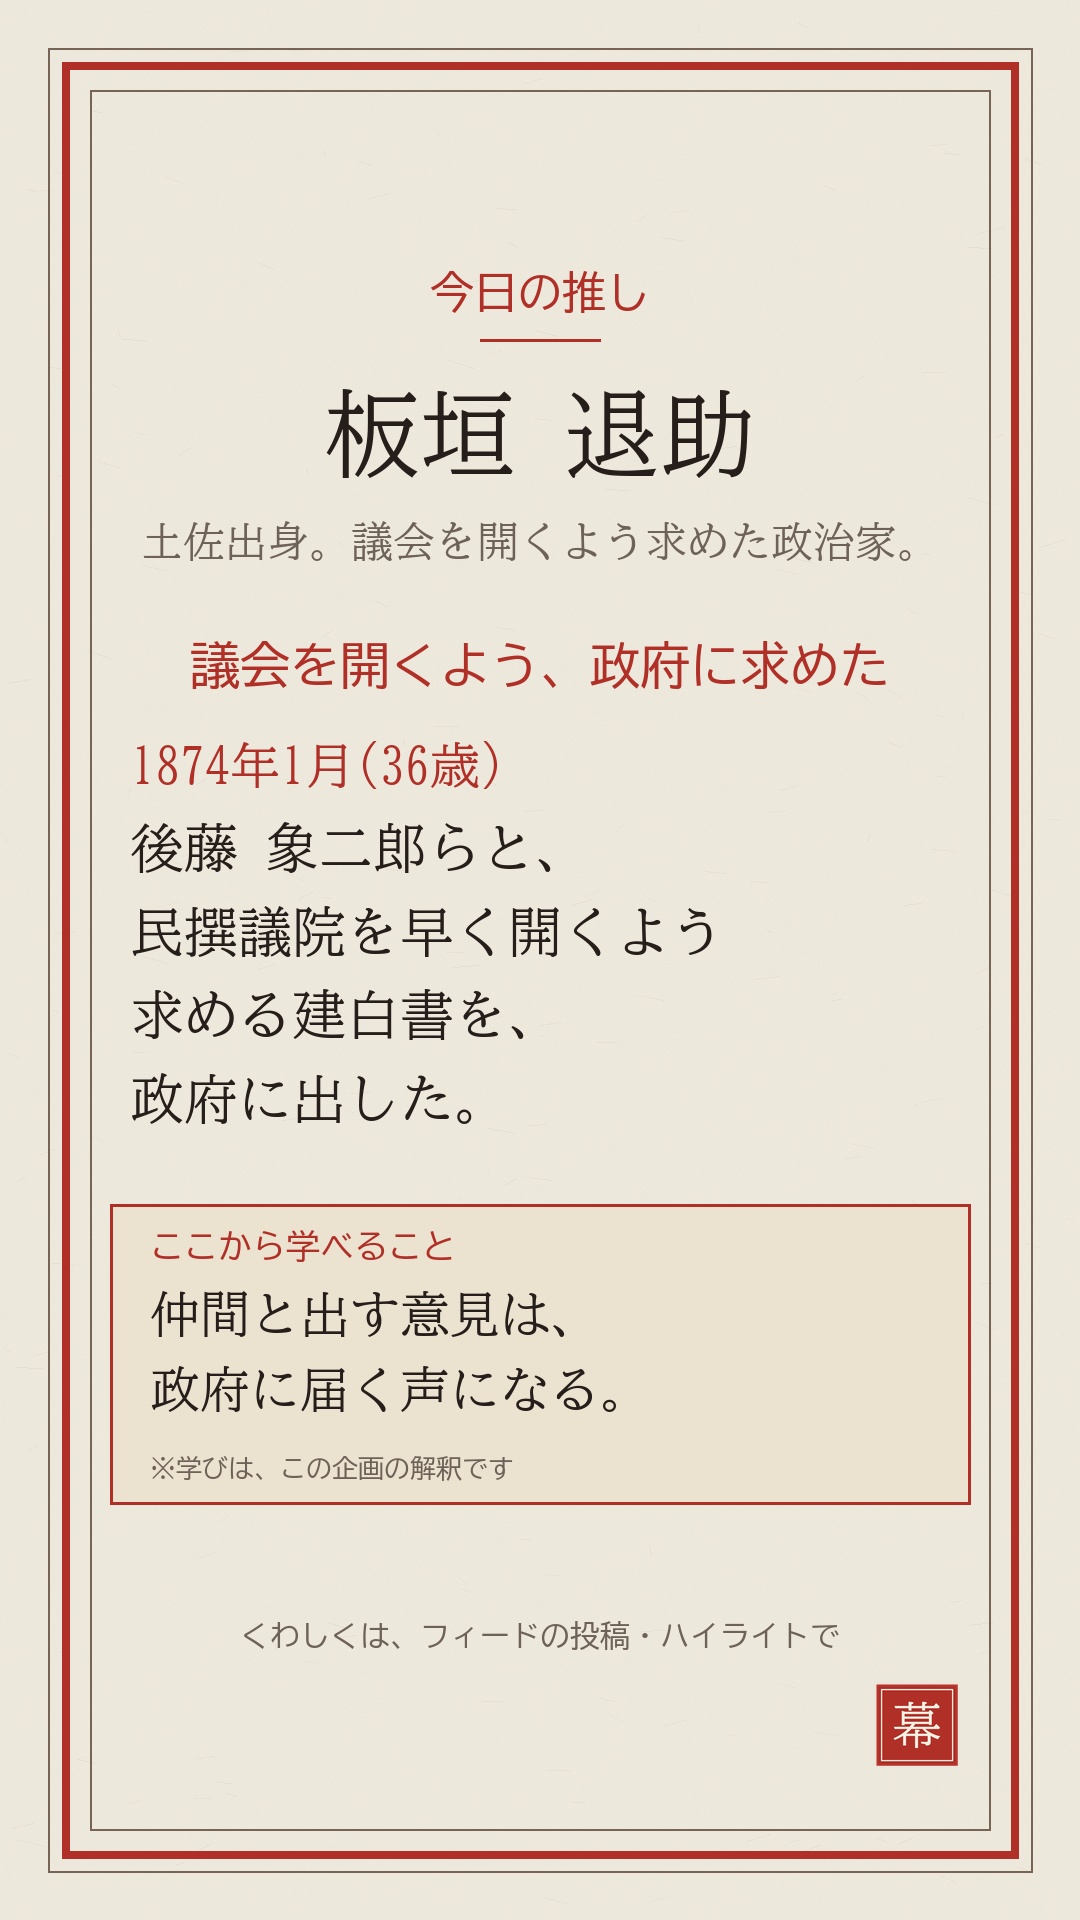 今日の推し
板垣 退助
土佐出身。議会を開くよう求めた政治家。
議会を開くよう、政府に求めた
1874年1月(36歳)
後藤 象二郎らと、
民撰議院を早く開くよう
求める建白書を、
政府に出した。
ここから学べること
仲間と出す意見は、
政府に届く声になる。
※学びは、この企画の解釈です
くわしくは、フィードの投稿・ハイライトで
幕